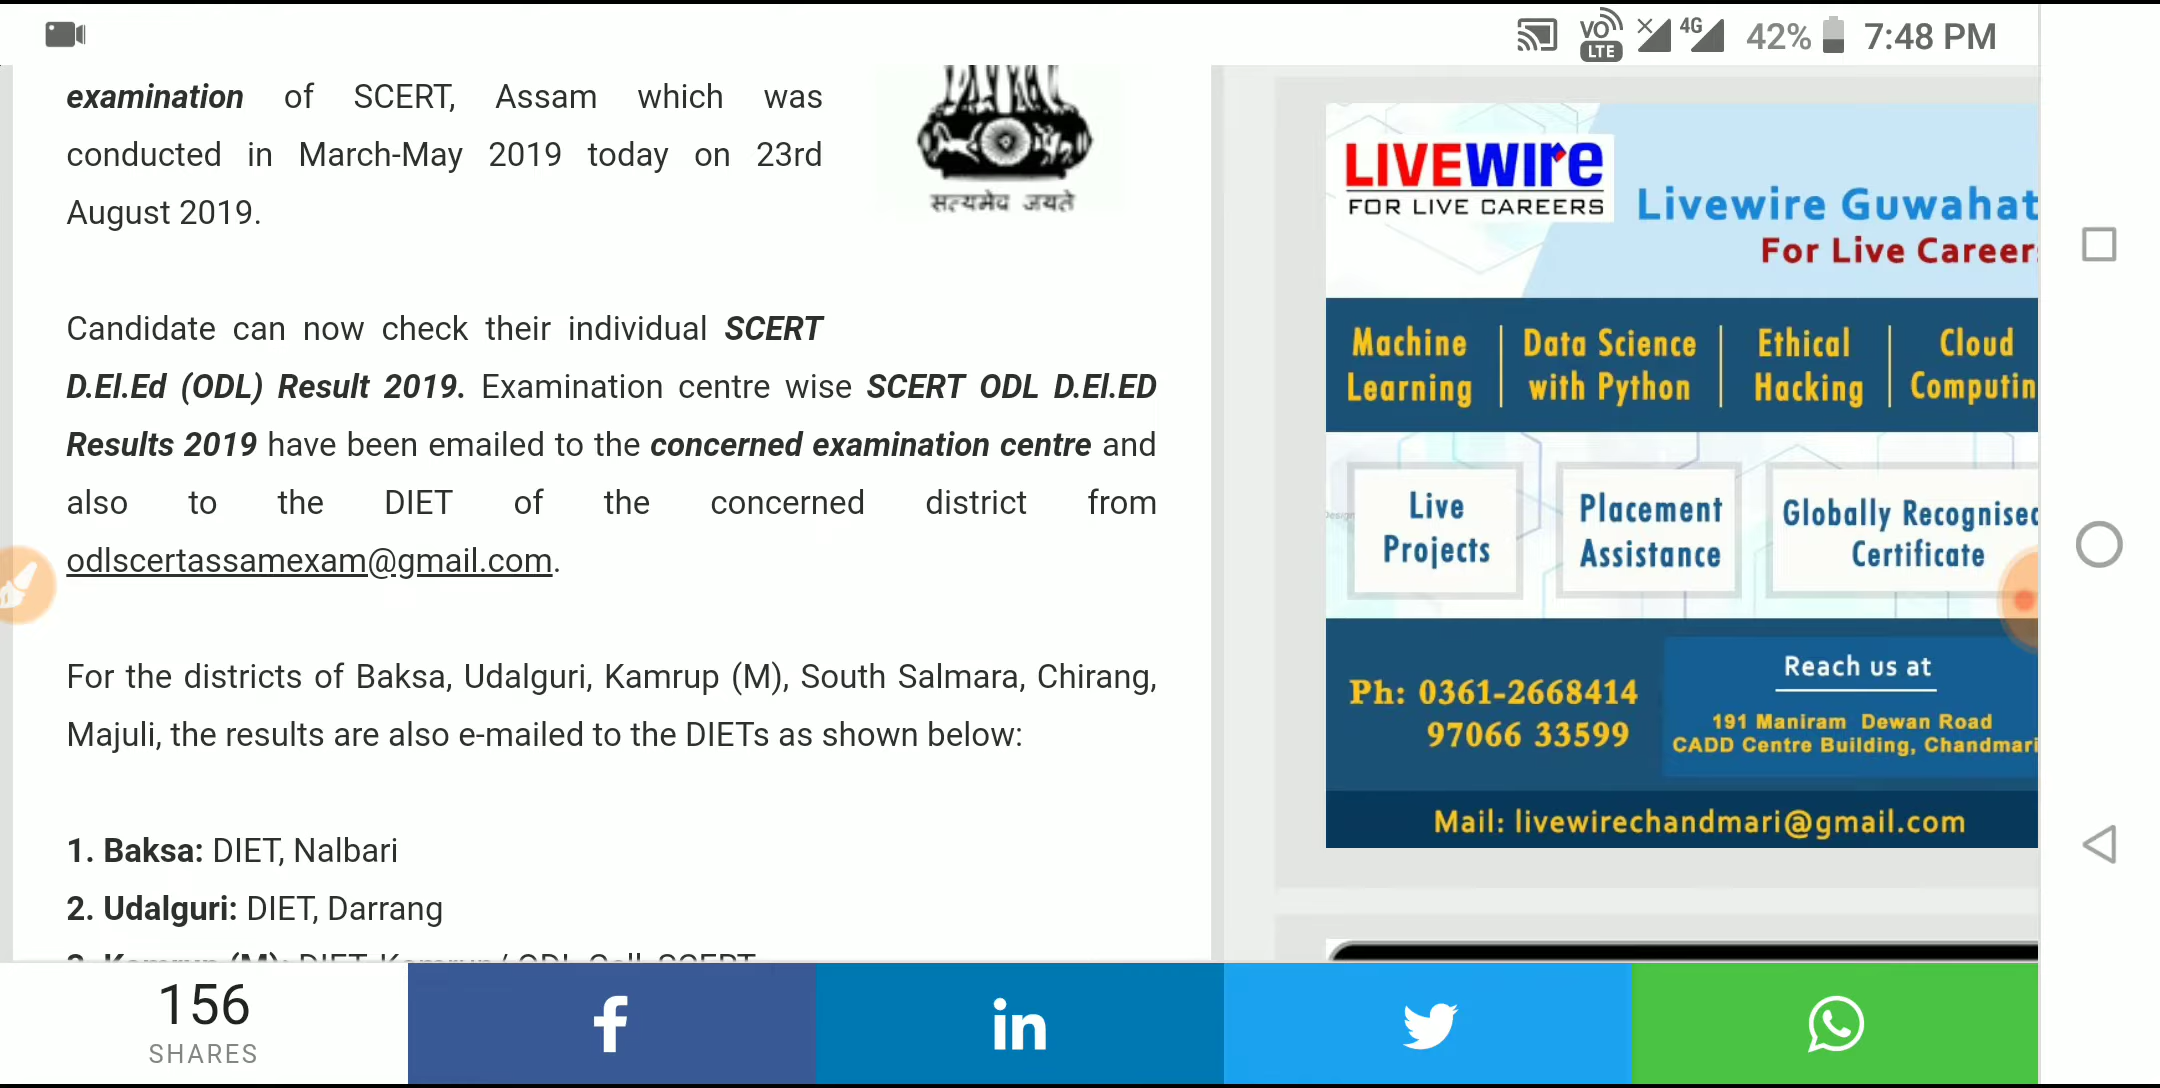 VO LTE 4G 42% 7:48 PM
examination of SCERT, Assam which was
conducted in March-May 2019 today on 23rd
August 2019.
सत्यमेव जयते
Candidate can now check their individual SCERT
D.El.Ed (ODL) Result 2019. Examination centre wise SCERT ODL D.El.ED
Results 2019 have been emailed to the concerned examination centre and
also to the DIET of the concerned district from
odlscertassamexam@gmail.com.
For the districts of Baksa, Udalguri, Kamrup (M), South Salmara, Chirang,
Majuli, the results are also e-mailed to the DIETs as shown below:
1. Baksa: DIET, Nalbari
2. Udalguri: DIET, Darrang
LIVEWIRE
FOR LIVE CAREERS
Livewire Guwahat
For Live Career
Machine Learning
Data Science with Python
Ethical Hacking
Cloud Computin
Live Projects
Placement Assistance
Globally Recognised Certificate
Ph: 0361-2668414
97066 33599
Reach us at
191 Maniram Dewan Road
CADD Centre Building, Chandmari
Mail: livewirechandmari@gmail.com
156
SHARES
f
in